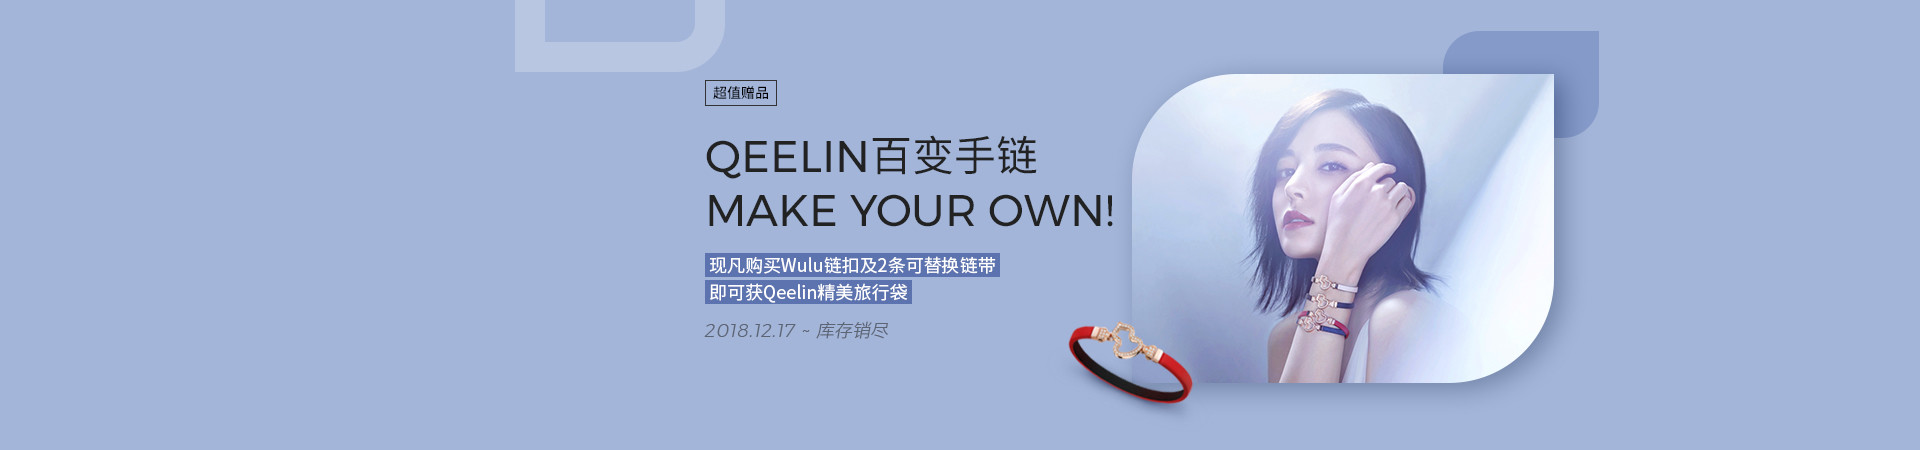 超值赠品
QEELIN百变手链
MAKE YOUR OWN!
现凡购买Wulu链扣及2条可替换链带
即可获Qeelin精美旅行袋
2018.12.17 ~ 库存销尽